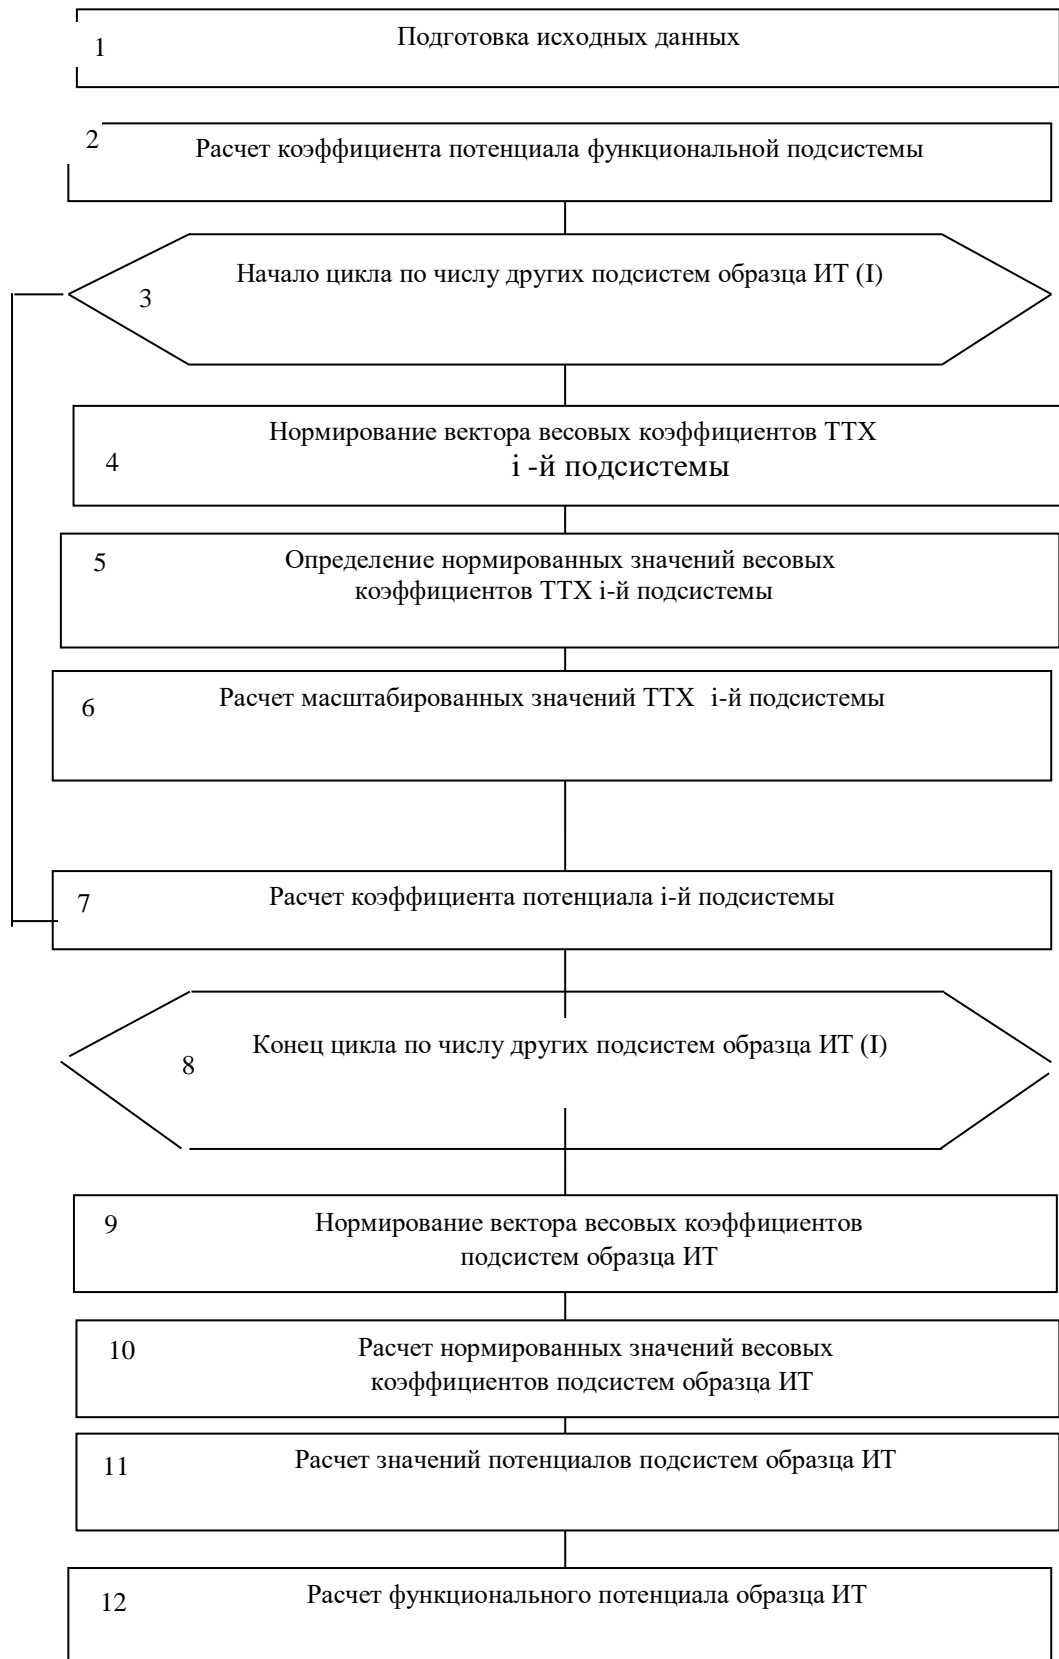 1 Подготовка исходных данных
2 Расчет коэффициента потенциала функциональной подсистемы
Начало цикла по числу других подсистем образца ИТ (I)
3
Нормирование вектора весовых коэффициентов ТТХ
4 i -й подсистемы
5 Определение нормированных значений весовых
коэффициентов ТТХ i-й подсистемы
6 Расчет масштабированных значений ТТХ i-й подсистемы
7 Расчет коэффициента потенциала i-й подсистемы
Конец цикла по числу других подсистем образца ИТ (I)
8
9 Нормирование вектора весовых коэффициентов
подсистем образца ИТ
10 Расчет нормированных значений весовых
коэффициентов подсистем образца ИТ
11 Расчет значений потенциалов подсистем образца ИТ
12 Расчет функционального потенциала образца ИТ